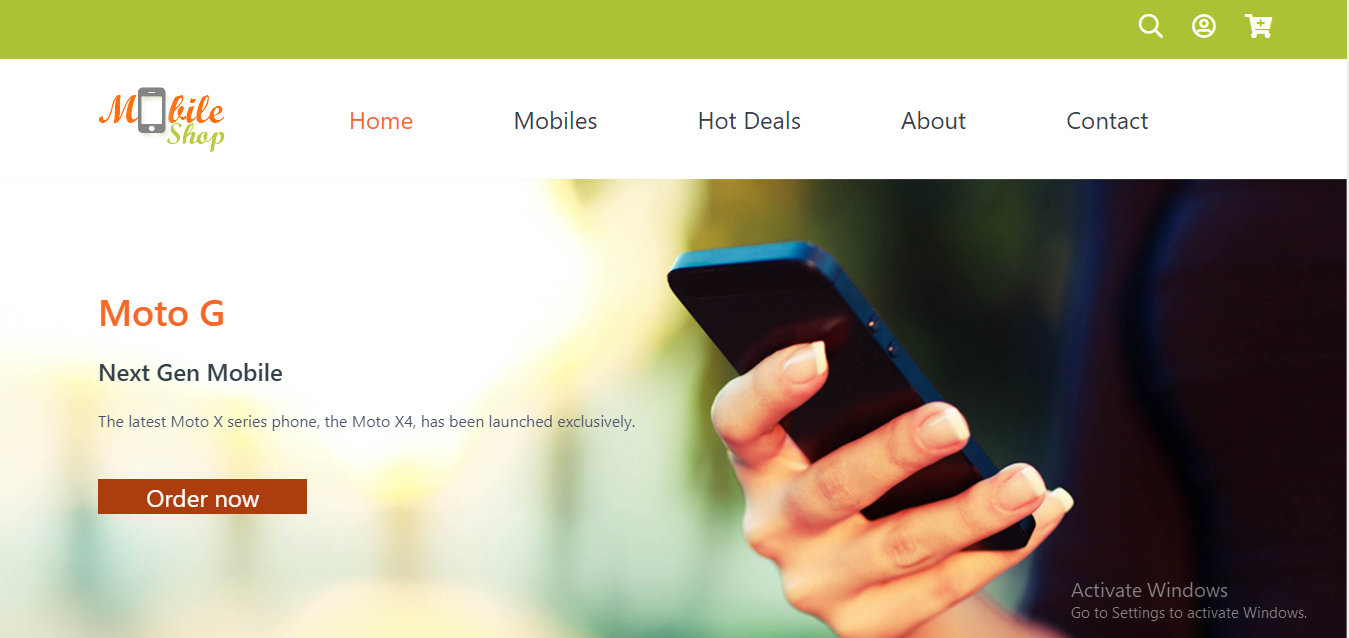 Mobile
Shop
Home Mobiles Hot Deals About Contact
Moto G
Next Gen Mobile
The latest Moto X series phone, the Moto X4, has been launched exclusively.
Order now
Activate Windows
Go to Settings to activate Windows.